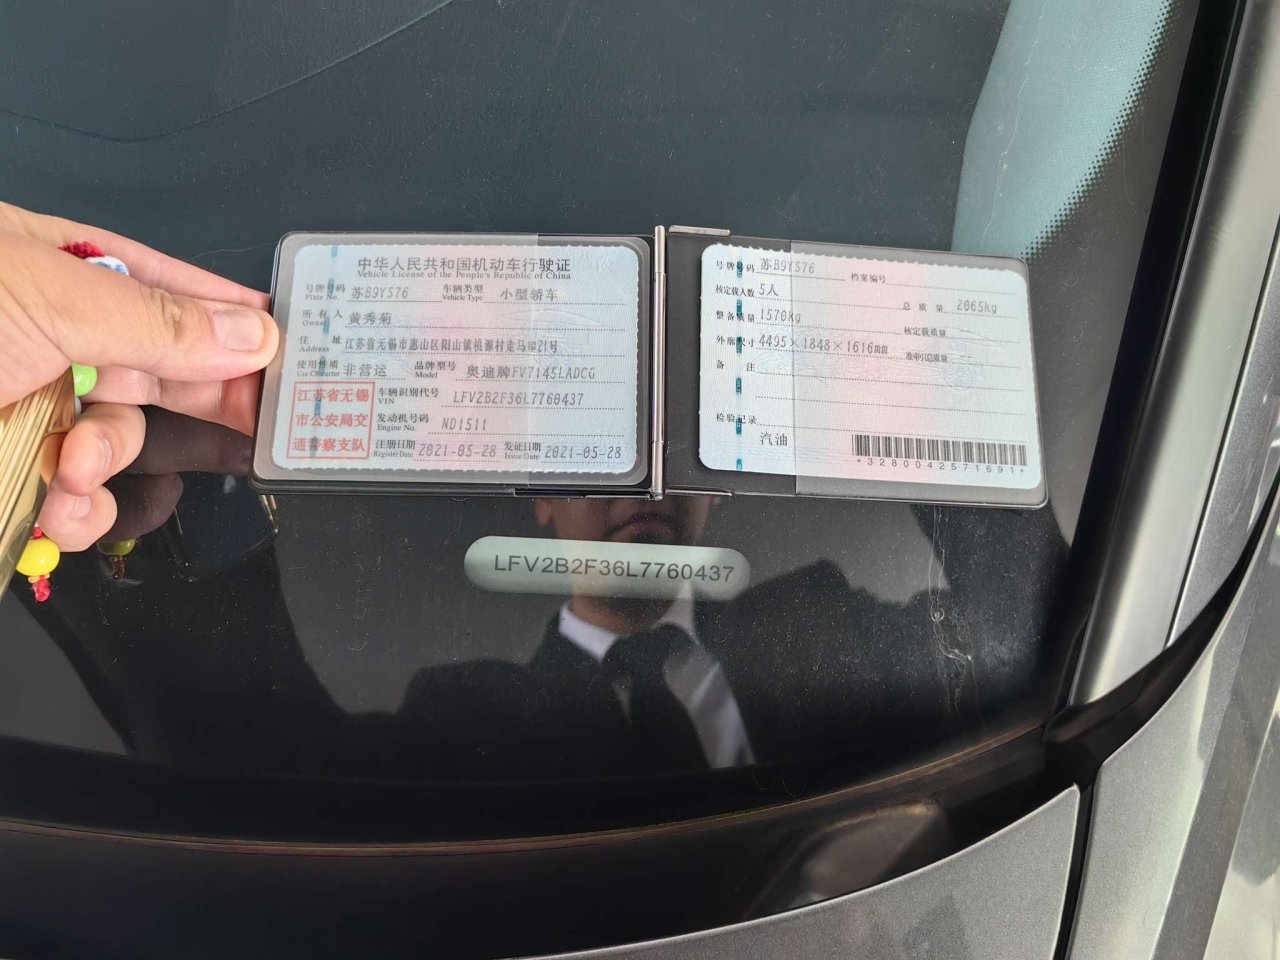 中华人民共和国机动车行驶证
Vehicle License of the People's Republic of China
号牌号码 苏B9YS76 车辆类型 小型轿车
Plate No. Vehicle Type
所有人 黄秀菊
Owner
住址 江苏省无锡市惠山区阳山镇桃源村走马 21号
Address
使用性质 非营运 品牌型号 奥迪牌FV7145LADCG
Use Character Model
江苏省无锡
市公安局交
通警察支队
车辆识别代号 LFV2B2F36L7760437
VIN
发动机号码 ND1511
Engine No.
注册日期 2021-05-28 发证日期 2021-05-28
Register Date Issue Date
号牌号码 苏B9YS76 档案编号
核定载人数 5人 总质量 2065kg
整备质量 1570kg 核定载质量
外廓尺寸 4495×1848×1616mm 准牵引总质量
备注
检验记录
汽油
*3280042571691*
LFV2B2F36L7760437